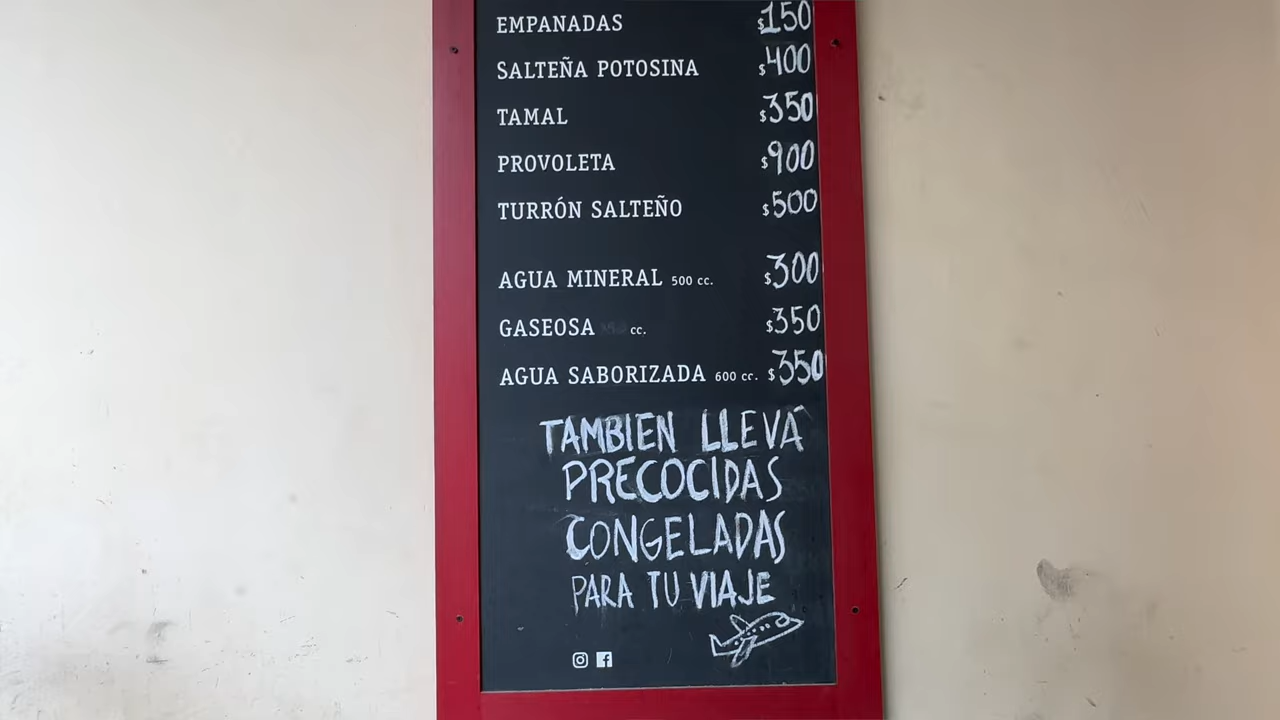 EMPANADAS $150
SALTEÑA POTOSINA $400
TAMAL $350
PROVOLETA $900
TURRÓN SALTEÑO $500
AGUA MINERAL 500 cc. $300
GASEOSA cc. $350
AGUA SABORIZADA 600 cc. $350
TAMBIEN LLEVÁ
PRECOCIDAS
CONGELADAS
PARA TU VIAJE